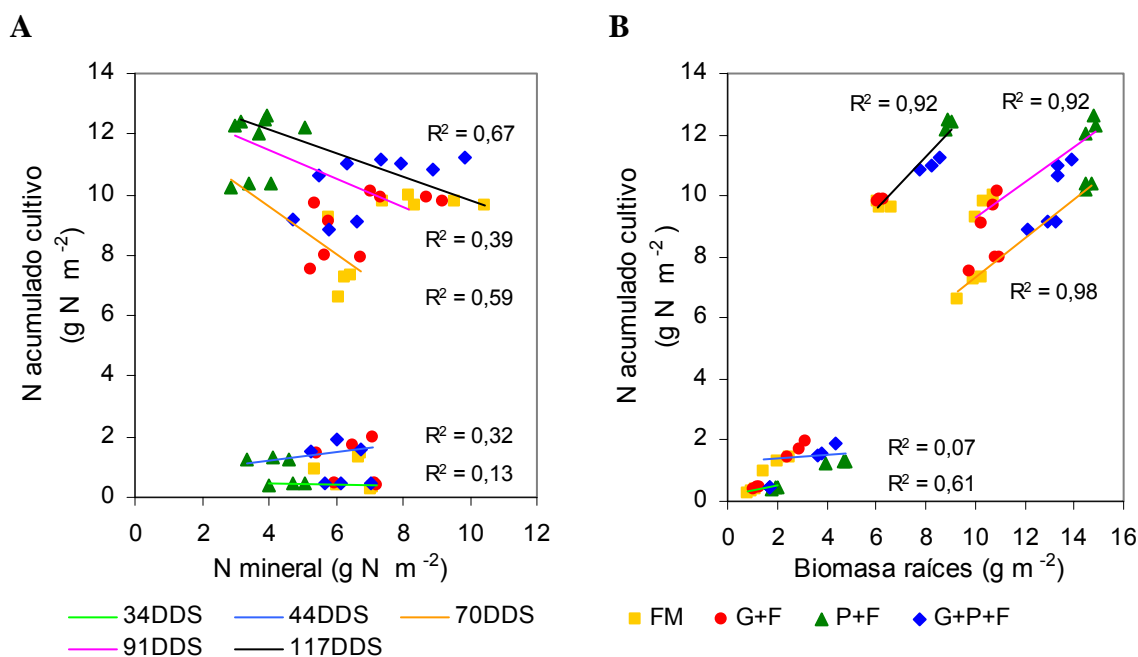 A
B
N acumulado cultivo
(g N m⁻²)
14
12
10
8
6
4
2
0
R² = 0,67
R² = 0,39
R² = 0,59
R² = 0,32
R² = 0,13
0 2 4 6 8 10 12
N mineral (g N m⁻²)
34DDS 44DDS 70DDS
91DDS 117DDS
N acumulado cultivo
(g N m⁻²)
14
12
10
8
6
4
2
0
R² = 0,92
R² = 0,92
R² = 0,98
R² = 0,07
R² = 0,61
0 2 4 6 8 10 12 14 16
Biomasa raíces (g m⁻²)
FM G+F P+F G+P+F